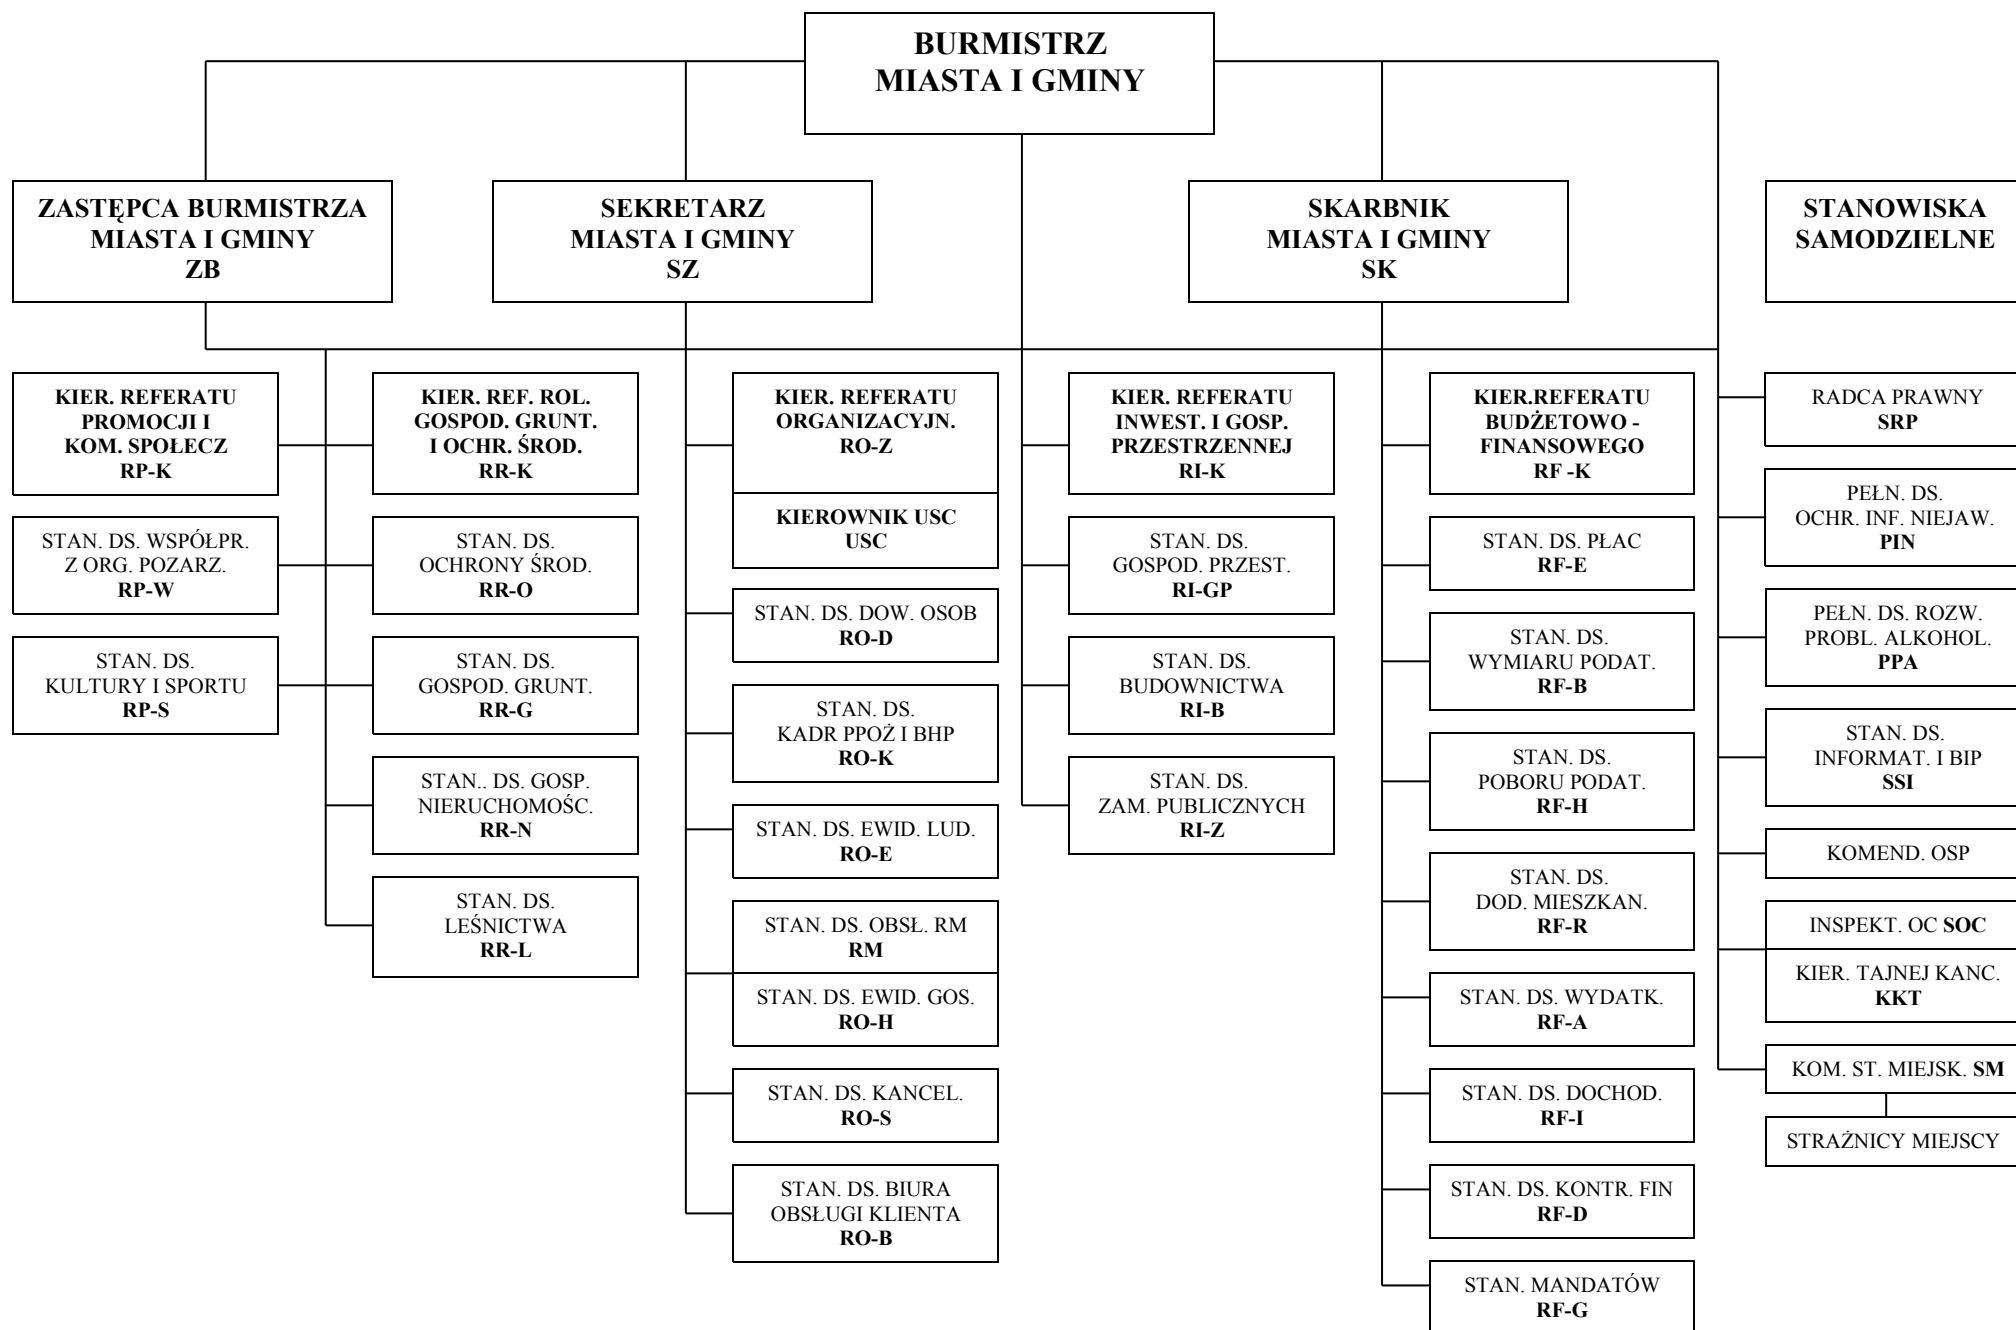 BURMISTRZ
MIASTA I GMINY
ZASTĘPCA BURMISTRZA
MIASTA I GMINY
ZB
SEKRETARZ
MIASTA I GMINY
SZ
SKARBNIK
MIASTA I GMINY
SK
STANOWISKA
SAMODZIELNE
KIER. REFERATU
PROMOCJI I
KOM. SPOŁECZ
RP-K
STAN. DS. WSPÓŁPR.
Z ORG. POZARZ.
RP-W
STAN. DS.
KULTURY I SPORTU
RP-S
KIER. REF. ROL.
GOSPOD. GRUNT.
I OCHR. ŚROD.
RR-K
STAN. DS.
OCHRONY ŚROD.
RR-O
STAN. DS.
GOSPOD. GRUNT.
RR-G
STAN.. DS. GOSP.
NIERUCHOMOŚC.
RR-N
STAN. DS.
LEŚNICTWA
RR-L
KIER. REFERATU
ORGANIZACYJN.
RO-Z
KIEROWNIK USC
USC
STAN. DS. DOW. OSOB
RO-D
STAN. DS.
KADR PPOŻ I BHP
RO-K
STAN. DS. EWID. LUD.
RO-E
STAN. DS. OBSŁ. RM
RM
STAN. DS. EWID. GOS.
RO-H
STAN. DS. KANCEL.
RO-S
STAN. DS. BIURA
OBSŁUGI KLIENTA
RO-B
KIER. REFERATU
INWEST. I GOSP.
PRZESTRZENNEJ
RI-K
STAN. DS.
GOSPOD. PRZEST.
RI-GP
STAN. DS.
BUDOWNICTWA
RI-B
STAN. DS.
ZAM. PUBLICZNYCH
RI-Z
KIER.REFERATU
BUDŻETOWO -
FINANSOWEGO
RF -K
STAN. DS. PŁAC
RF-E
STAN. DS.
WYMIARU PODAT.
RF-B
STAN. DS.
POBORU PODAT.
RF-H
STAN. DS.
DOD. MIESZKAN.
RF-R
STAN. DS. WYDATK.
RF-A
STAN. DS. DOCHOD.
RF-I
STAN. DS. KONTR. FIN
RF-D
STAN. MANDATÓW
RF-G
RADCA PRAWNY
SRP
PEŁN. DS.
OCHR. INF. NIEJAW.
PIN
PEŁN. DS. ROZW.
PROBL. ALKOHOL.
PPA
STAN. DS.
INFORMAT. I BIP
SSI
KOMEND. OSP
INSPEKT. OC SOC
KIER. TAJNEJ KANC.
KKT
KOM. ST. MIEJSK. SM
STRAŻNICY MIEJSCY